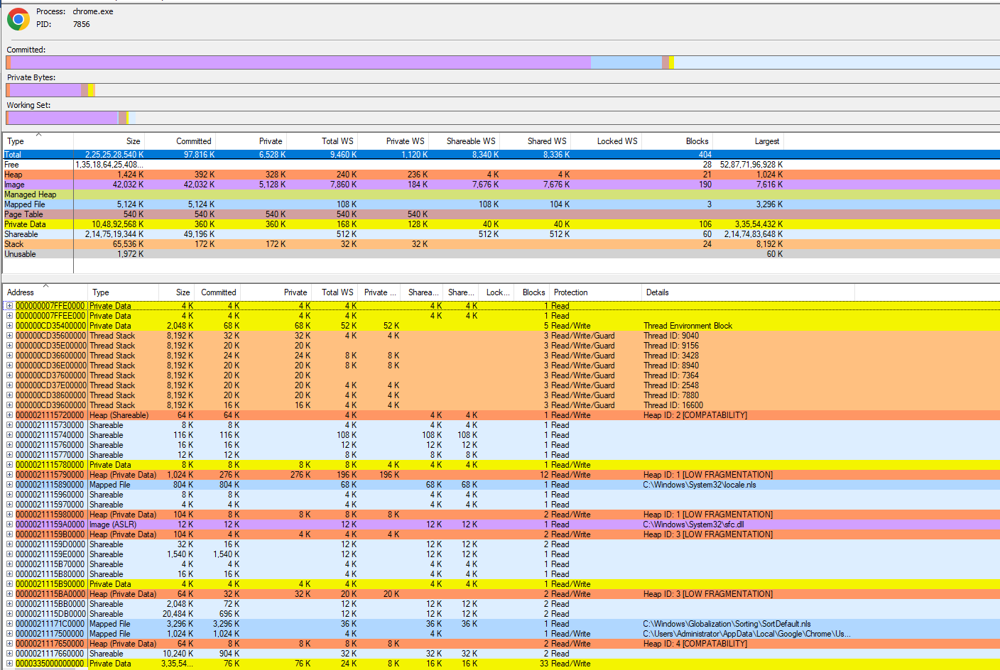 Process: chrome.exe
PID: 7856
Committed:
Private Bytes:
Working Set:
Type Size Committed Private Total WS Private WS Shareable WS Shared WS Locked WS Blocks Largest
Total 2,25,25,28,540 K 97,816 K 6,528 K 9,460 K 1,120 K 8,340 K 8,336 K 404
Free 1,35,18,64,25,408... 28 52,87,71,96,928 K
Heap 1,424 K 392 K 328 K 240 K 236 K 4 K 4 K 21 1,024 K
Image 42,032 K 42,032 K 5,128 K 7,860 K 184 K 7,676 K 7,676 K 190 7,616 K
Managed Heap
Mapped File 5,124 K 5,124 K 108 K 108 K 104 K 3 3,296 K
Page Table 540 K 540 K 540 K 540 K 540 K
Private Data 10,48,92,568 K 360 K 360 K 168 K 128 K 40 K 40 K 106 3,35,54,432 K
Shareable 2,14,75,19,344 K 49,196 K 512 K 512 K 512 K 60 2,14,74,83,648 K
Stack 65,536 K 172 K 172 K 32 K 32 K 24 8,192 K
Unusable 1,972 K 60 K
Address Type Size Committed Private Total WS Private ... Sharea... Share... Lock... Blocks Protection Details
000000007FFE0000 Private Data 4 K 4 K 4 K 4 K 4 K 4 K 1 Read
000000007FFEE000 Private Data 4 K 4 K 4 K 4 K 4 K 4 K 1 Read
000000CD35400000 Private Data 2,048 K 68 K 68 K 52 K 52 K 5 Read/Write Thread Environment Block
000000CD35600000 Thread Stack 8,192 K 32 K 32 K 4 K 4 K 3 Read/Write/Guard Thread ID: 9040
000000CD35E00000 Thread Stack 8,192 K 20 K 20 K 3 Read/Write/Guard Thread ID: 9156
000000CD36600000 Thread Stack 8,192 K 24 K 24 K 8 K 8 K 3 Read/Write/Guard Thread ID: 3428
000000CD36E00000 Thread Stack 8,192 K 20 K 20 K 8 K 8 K 3 Read/Write/Guard Thread ID: 8940
000000CD37600000 Thread Stack 8,192 K 20 K 20 K 3 Read/Write/Guard Thread ID: 7364
000000CD37E00000 Thread Stack 8,192 K 20 K 20 K 4 K 4 K 3 Read/Write/Guard Thread ID: 2548
000000CD38600000 Thread Stack 8,192 K 20 K 20 K 4 K 4 K 3 Read/Write/Guard Thread ID: 7880
000000CD39600000 Thread Stack 8,192 K 16 K 16 K 4 K 4 K 3 Read/Write/Guard Thread ID: 16600
0000021115720000 Heap (Shareable) 64 K 64 K 4 K 4 K 4 K 1 Read/Write Heap ID: 2 [COMPATABILITY]
0000021115730000 Shareable 8 K 8 K 4 K 4 K 4 K 1 Read
0000021115740000 Shareable 116 K 116 K 108 K 108 K 108 K 1 Read
0000021115760000 Shareable 16 K 16 K 12 K 12 K 12 K 1 Read
0000021115770000 Shareable 12 K 12 K 8 K 8 K 8 K 1 Read
0000021115780000 Private Data 8 K 8 K 8 K 8 K 4 K 4 K 4 K 1 Read/Write
0000021115790000 Heap (Private Data) 1,024 K 276 K 276 K 196 K 196 K 12 Read/Write Heap ID: 1 [LOW FRAGMENTATION]
0000021115890000 Mapped File 804 K 804 K 68 K 68 K 68 K 1 Read C:\Windows\System32\locale.nls
0000021115960000 Shareable 8 K 8 K 4 K 4 K 4 K 1 Read
0000021115970000 Shareable 4 K 4 K 4 K 4 K 4 K 1 Read
0000021115980000 Heap (Private Data) 104 K 8 K 8 K 8 K 8 K 2 Read/Write Heap ID: 1 [LOW FRAGMENTATION]
00000211159A0000 Image (ASLR) 12 K 12 K 12 K 12 K 12 K 1 Read C:\Windows\System32\sfc.dll
00000211159B0000 Heap (Private Data) 104 K 4 K 4 K 4 K 4 K 2 Read/Write Heap ID: 3 [LOW FRAGMENTATION]
00000211159D0000 Shareable 32 K 16 K 12 K 12 K 12 K 2 Read
00000211159E0000 Shareable 1,540 K 1,540 K 12 K 12 K 12 K 1 Read
0000021115B70000 Shareable 4 K 4 K 4 K 4 K 4 K 1 Read
0000021115B80000 Shareable 16 K 16 K 4 K 4 K 4 K 1 Read
0000021115B90000 Private Data 4 K 4 K 4 K 4 K 4 K 4 K 1 Read/Write
0000021115BA0000 Heap (Private Data) 64 K 32 K 32 K 20 K 20 K 2 Read/Write Heap ID: 3 [LOW FRAGMENTATION]
0000021115BB0000 Shareable 2,048 K 72 K 12 K 12 K 12 K 2 Read
0000021115DB0000 Shareable 20,484 K 696 K 12 K 12 K 12 K 2 Read
00000211171C0000 Mapped File 3,296 K 3,296 K 36 K 36 K 36 K 1 Read C:\Windows\Globalization\Sorting\SortDefault.nls
0000021117500000 Mapped File 1,024 K 1,024 K 4 K 4 K 1 Read/Write C:\Users\Administrator\AppData\Local\Google\Chrome\Us...
0000021117650000 Heap (Private Data) 64 K 8 K 8 K 8 K 8 K 2 Read/Write Heap ID: 4 [COMPATABILITY]
0000021117660000 Shareable 10,240 K 904 K 32 K 32 K 32 K 2 Read
0000335000000000 Private Data 3,35,54... 76 K 76 K 24 K 8 K 16 K 16 K 33 Read/Write